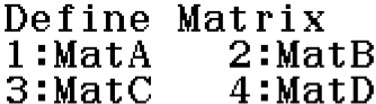 Define Matrix
1:MatA 2:MatB
3:MatC 4:MatD